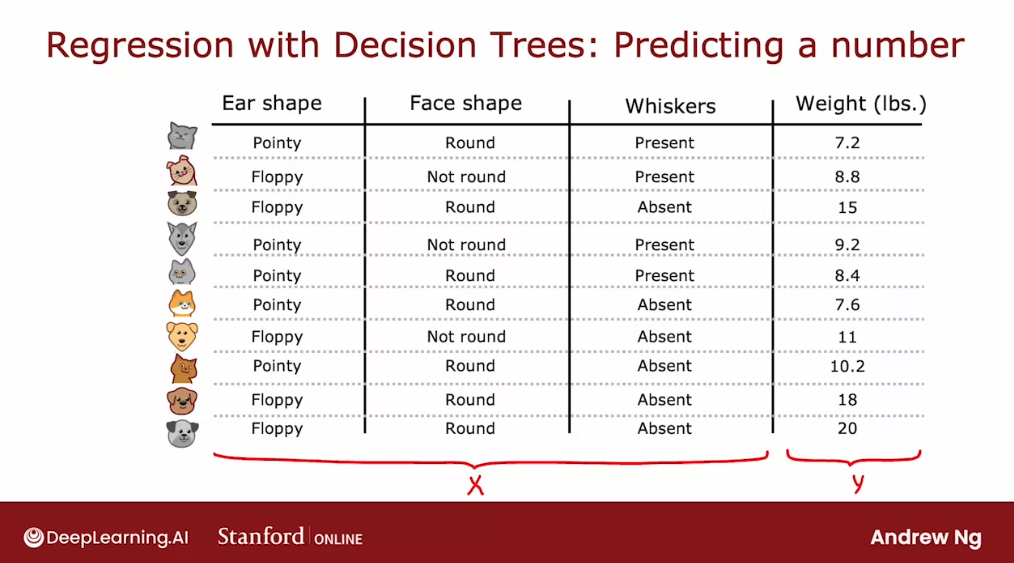 Regression with Decision Trees: Predicting a number
Ear shape Face shape Whiskers Weight (lbs.)
Pointy Round Present 7.2
Floppy Not round Present 8.8
Floppy Round Absent 15
Pointy Not round Present 9.2
Pointy Round Present 8.4
Pointy Round Absent 7.6
Floppy Not round Absent 11
Pointy Round Absent 10.2
Floppy Round Absent 18
Floppy Round Absent 20
X y
DeepLearning.AI Stanford ONLINE Andrew Ng